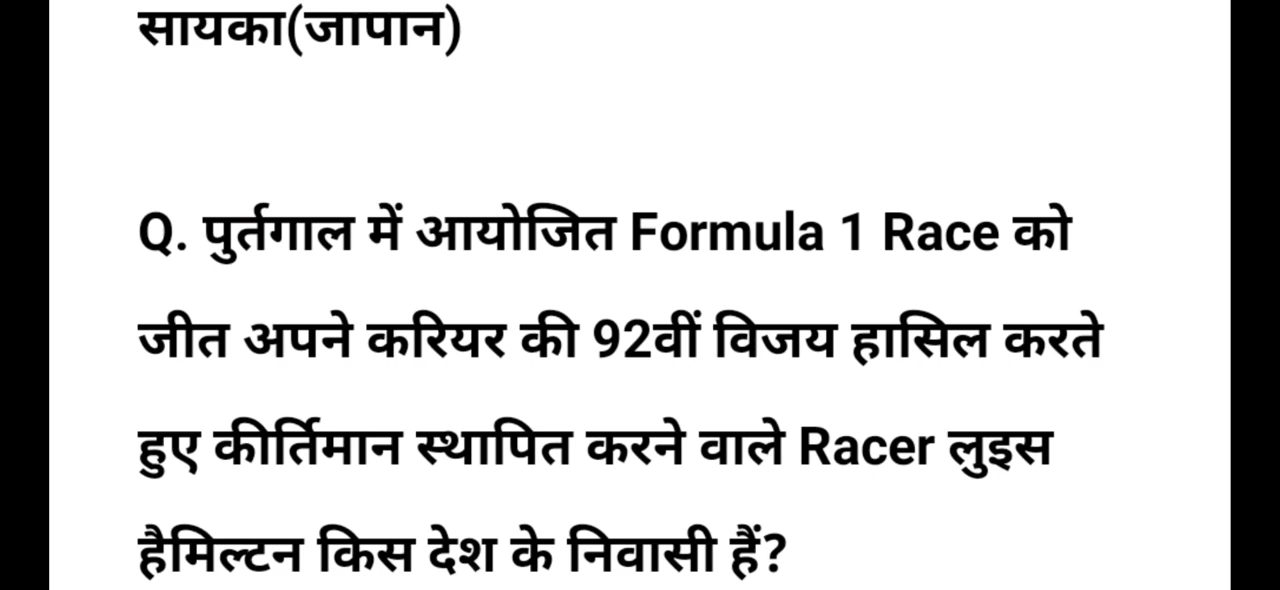 सायका(जापान)
Q. पुर्तगाल में आयोजित Formula 1 Race को
जीत अपने करियर की 92वीं विजय हासिल करते
हुए कीर्तिमान स्थापित करने वाले Racer लुइस
हैमिल्टन किस देश के निवासी हैं?